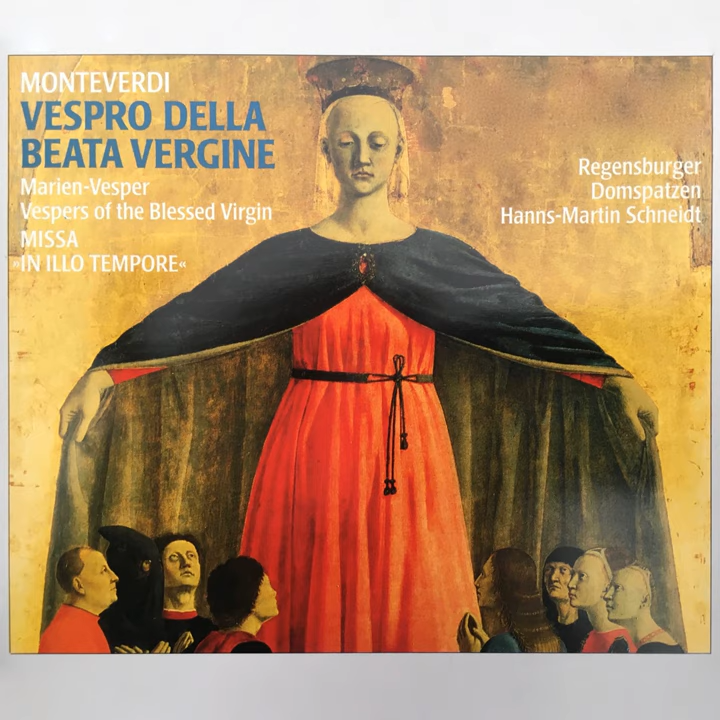 MONTEVERDI
VESPRO DELLA
BEATA VERGINE
Marien-Vesper
Vespers of the Blessed Virgin
MISSA
»IN ILLO TEMPORE«
Regensburger
Domspatzen
Hanns-Martin Schneidt